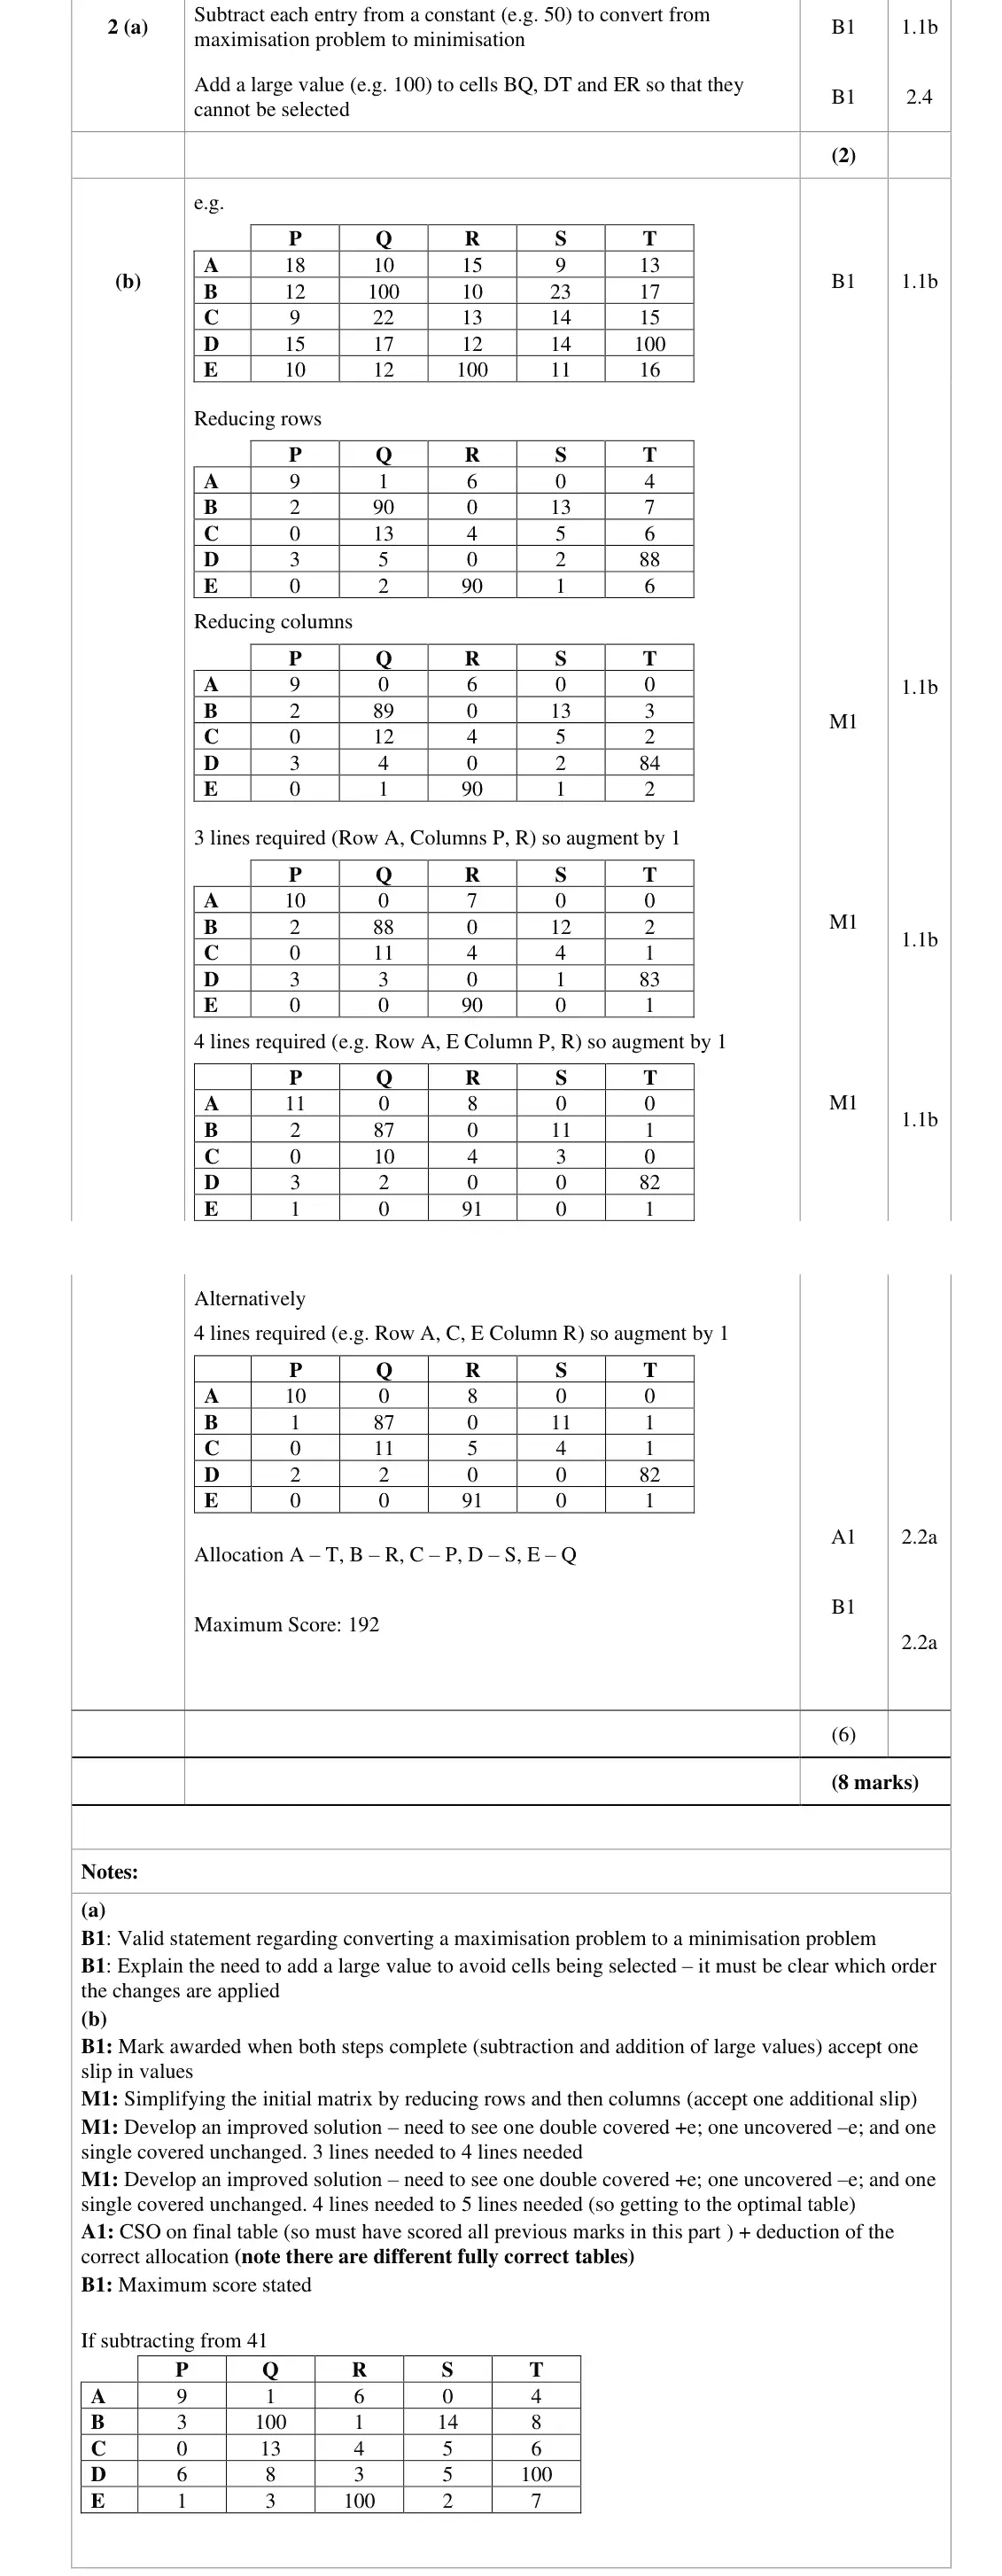 2 (a)
Subtract each entry from a constant (e.g. 50) to convert from
maximisation problem to minimisation
B1
1.1b
Add a large value (e.g. 100) to cells BQ, DT and ER so that they
cannot be selected
B1
2.4
(2)
(b)
e.g.
P Q R S T
A 18 10 15 9 13
B 12 100 10 23 17
C 9 22 13 14 15
D 15 17 12 14 100
E 10 12 100 11 16
B1
1.1b
Reducing rows
P Q R S T
A 9 1 6 0 4
B 2 90 0 13 7
C 0 13 4 5 6
D 3 5 0 2 88
E 0 2 90 1 6
Reducing columns
P Q R S T
A 9 0 6 0 0
B 2 89 0 13 3
C 0 12 4 5 2
D 3 4 0 2 84
E 0 1 90 1 2
M1
1.1b
3 lines required (Row A, Columns P, R) so augment by 1
P Q R S T
A 10 0 7 0 0
B 2 88 0 12 2
C 0 11 4 4 1
D 3 3 0 1 83
E 0 0 90 0 1
M1
1.1b
4 lines required (e.g. Row A, E Column P, R) so augment by 1
P Q R S T
A 11 0 8 0 0
B 2 87 0 11 1
C 0 10 4 3 0
D 3 2 0 0 82
E 1 0 91 0 1
M1
1.1b
Alternatively
4 lines required (e.g. Row A, C, E Column R) so augment by 1
P Q R S T
A 10 0 8 0 0
B 1 87 0 11 1
C 0 11 5 4 1
D 2 2 0 0 82
E 0 0 91 0 1
Allocation A – T, B – R, C – P, D – S, E – Q
A1
2.2a
Maximum Score: 192
B1
2.2a
(6)
(8 marks)
Notes:
(a)
B1: Valid statement regarding converting a maximisation problem to a minimisation problem
B1: Explain the need to add a large value to avoid cells being selected – it must be clear which order
the changes are applied
(b)
B1: Mark awarded when both steps complete (subtraction and addition of large values) accept one
slip in values
M1: Simplifying the initial matrix by reducing rows and then columns (accept one additional slip)
M1: Develop an improved solution – need to see one double covered +e; one uncovered –e; and one
single covered unchanged. 3 lines needed to 4 lines needed
M1: Develop an improved solution – need to see one double covered +e; one uncovered –e; and one
single covered unchanged. 4 lines needed to 5 lines needed (so getting to the optimal table)
A1: CSO on final table (so must have scored all previous marks in this part ) + deduction of the
correct allocation (note there are different fully correct tables)
B1: Maximum score stated
If subtracting from 41
P Q R S T
A 9 1 6 0 4
B 3 100 1 14 8
C 0 13 4 5 6
D 6 8 3 5 100
E 1 3 100 2 7